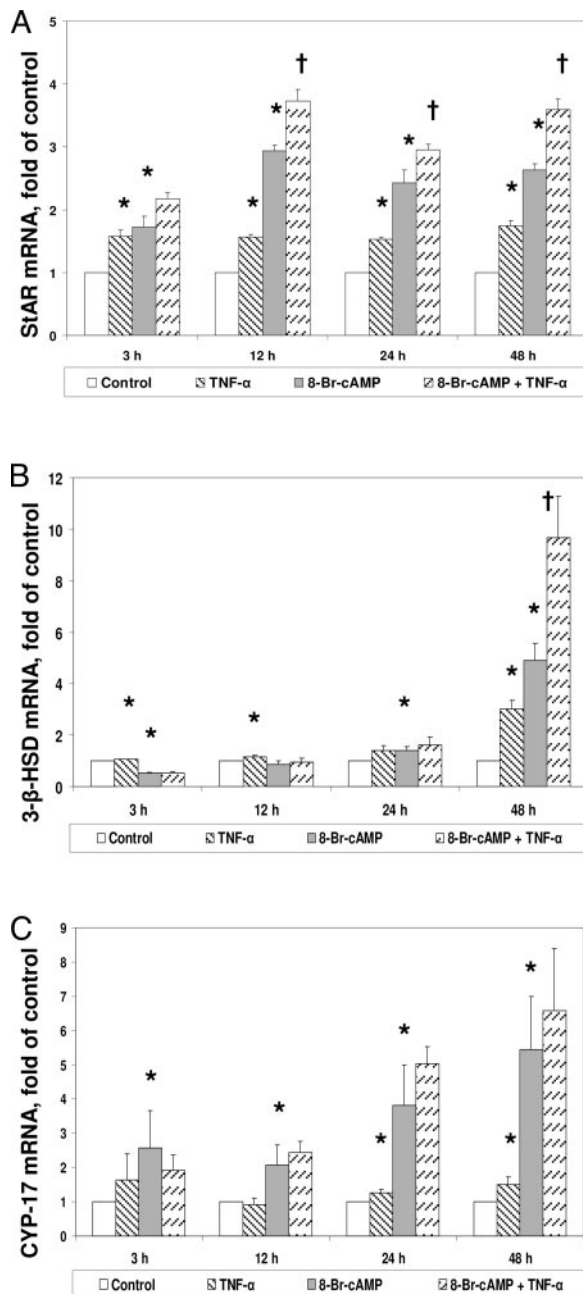 A
StAR mRNA, fold of control
5
4
3
2
1
0
* * * * * * * * † † †
3 h 12 h 24 h 48 h
Control TNF-α 8-Br-cAMP 8-Br-cAMP + TNF-α
B
3-β-HSD mRNA, fold of control
12
10
8
6
4
2
0
* * * * * * †
3 h 12 h 24 h 48 h
Control TNF-α 8-Br-cAMP 8-Br-cAMP + TNF-α
C
CYP-17 mRNA, fold of control
9
8
7
6
5
4
3
2
1
0
* * * * * *
3 h 12 h 24 h 48 h
Control TNF-α 8-Br-cAMP 8-Br-cAMP + TNF-α